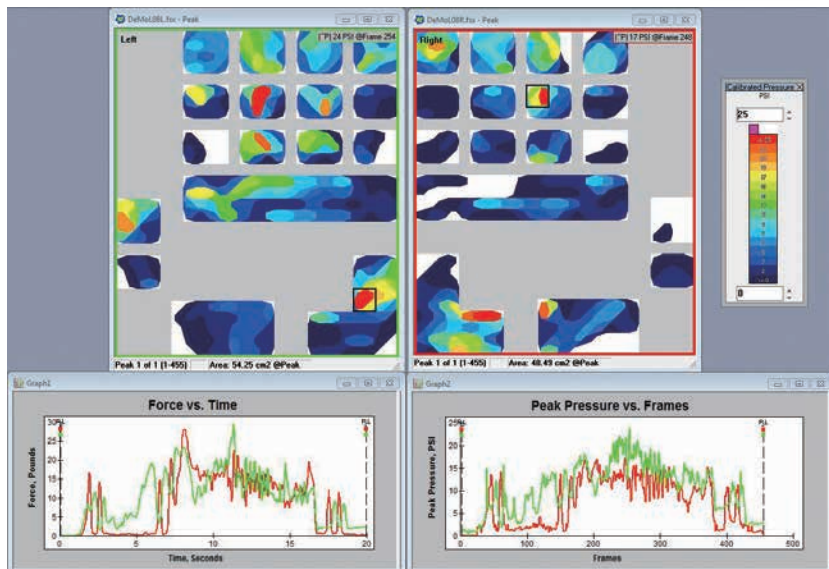 DeMoL08L.fsx - Peak
Left
[^P] 24 PSI @Frame 254
Peak 1 of 1 (1-455)
Area: 54.25 cm2 @Peak
DeMoL08R.fsx - Peak
Right
[^P] 17 PSI @Frame 248
Peak 1 of 1 (1-455)
Area: 48.49 cm2 @Peak
Calibrated Pressure X
PSI
25
0
Graph1
Force vs. Time
Force, Pounds
30
25
20
15
10
5
0
0 5 10 15 20
Time, Seconds
Graph2
Peak Pressure vs. Frames
Peak Pressure, PSI
25
20
15
10
5
0
0 100 200 300 400 500
Frames